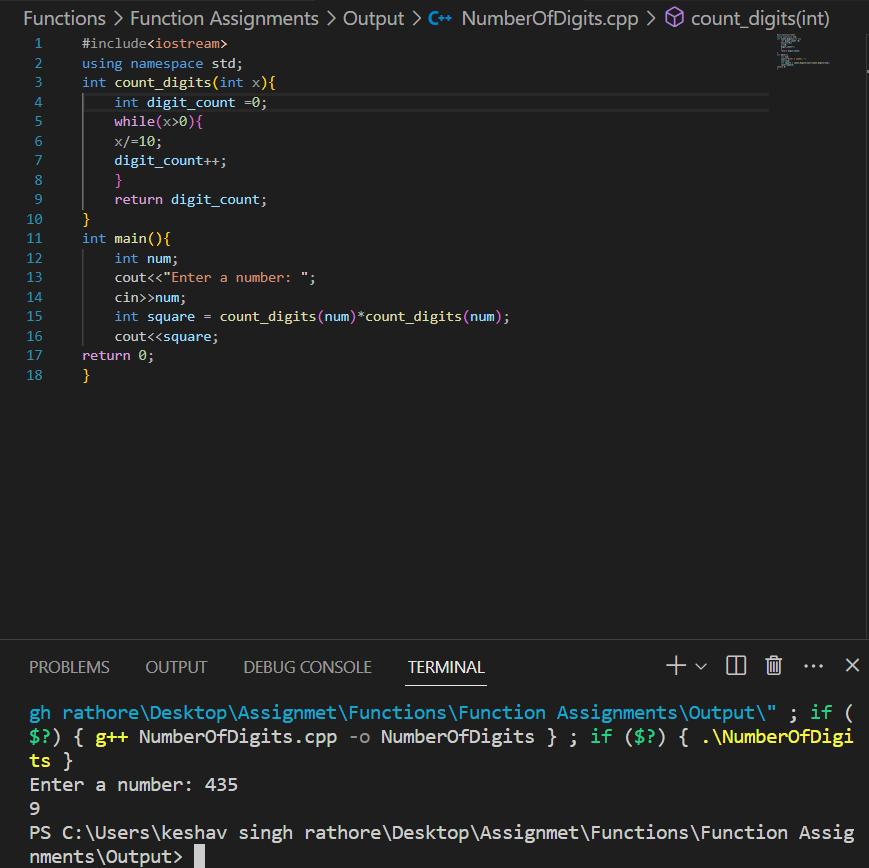 Functions > Function Assignments > Output > C++ NumberOfDigits.cpp > count_digits(int)
1 #include<iostream>
2 using namespace std;
3 int count_digits(int x){
4 int digit_count =0;
5 while(x>0){
6 x/=10;
7 digit_count++;
8 }
9 return digit_count;
10 }
11 int main(){
12 int num;
13 cout<<"Enter a number: ";
14 cin>>num;
15 int square = count_digits(num)*count_digits(num);
16 cout<<square;
17 return 0;
18 }
PROBLEMS OUTPUT DEBUG CONSOLE TERMINAL
gh rathore\Desktop\Assignmet\Functions\Function Assignments\Output\" ; if (
$?) { g++ NumberOfDigits.cpp -o NumberOfDigits } ; if ($?) { .\NumberOfDigi
ts }
Enter a number: 435
9
PS C:\Users\keshav singh rathore\Desktop\Assignmet\Functions\Function Assig
nments\Output>